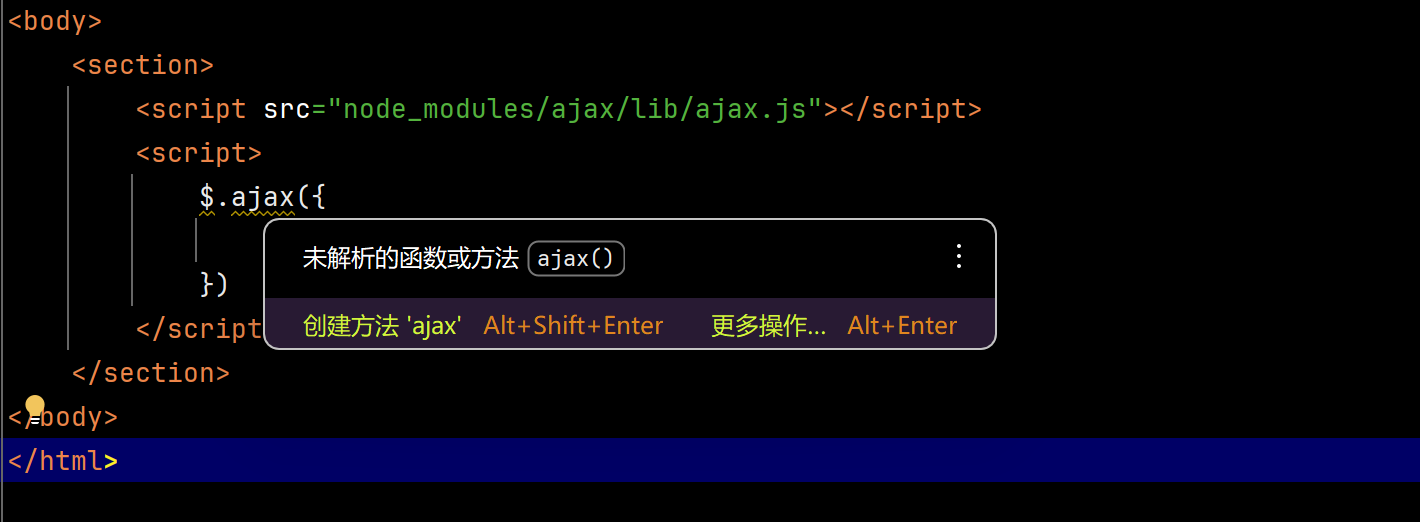 <body>
<section>
<script src="node_modules/ajax/lib/ajax.js"></script>
<script>
$.ajax({
未解析的函数或方法 ajax()
})
创建方法 'ajax' Alt+Shift+Enter 更多操作... Alt+Enter
</script
</section>
</body>
</html>